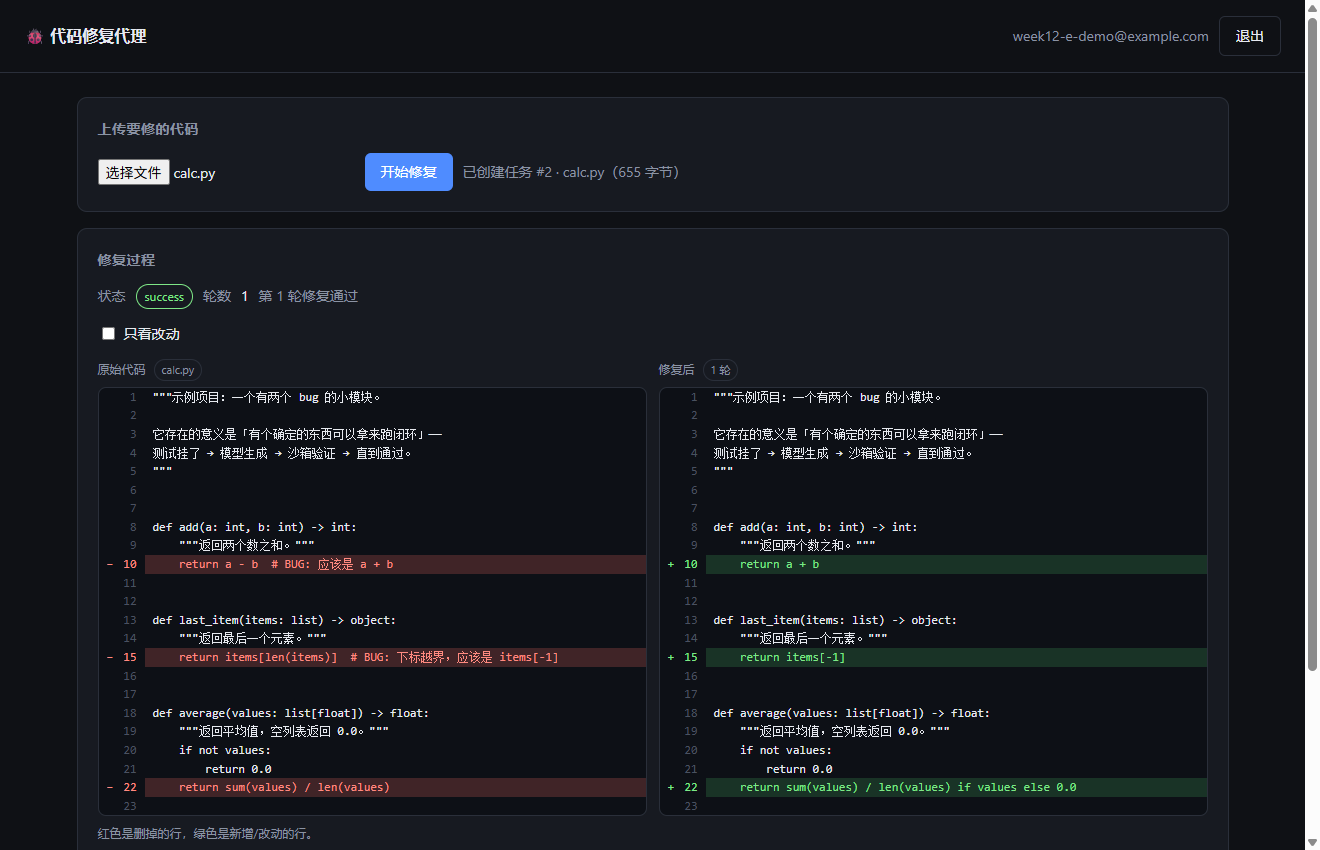 代码修复代理
week12-e-demo@example.com
退出
上传要修的代码
选择文件 calc.py
开始修复
已创建任务 #2 · calc.py（655 字节）
修复过程
状态 success 轮数 1 第 1 轮修复通过
只看改动
原始代码 calc.py
1 """示例项目：一个有两个 bug 的小模块。
2
3 它存在的意义是「有个确定的东西可以拿来跑闭环」——
4 测试挂了 → 模型生成 → 沙箱验证 → 直到通过。
5 """
6
7
8 def add(a: int, b: int) -> int:
9 """返回两个数之和。"""
- 10 return a - b  # BUG: 应该是 a + b
11
12
13 def last_item(items: list) -> object:
14 """返回最后一个元素。"""
- 15 return items[len(items)]  # BUG: 下标越界，应该是 items[-1]
16
17
18 def average(values: list[float]) -> float:
19 """返回平均值，空列表返回 0.0。"""
20 if not values:
21 return 0.0
- 22 return sum(values) / len(values)
23
修复后 1 轮
1 """示例项目：一个有两个 bug 的小模块。
2
3 它存在的意义是「有个确定的东西可以拿来跑闭环」——
4 测试挂了 → 模型生成 → 沙箱验证 → 直到通过。
5 """
6
7
8 def add(a: int, b: int) -> int:
9 """返回两个数之和。"""
+ 10 return a + b
11
12
13 def last_item(items: list) -> object:
14 """返回最后一个元素。"""
+ 15 return items[-1]
16
17
18 def average(values: list[float]) -> float:
19 """返回平均值，空列表返回 0.0。"""
20 if not values:
21 return 0.0
+ 22 return sum(values) / len(values) if values else 0.0
23
红色是删掉的行，绿色是新增/改动的行。